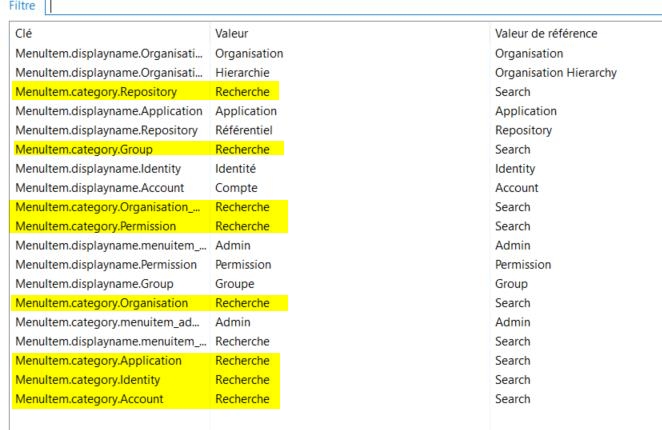 Filtre
Clé Valeur Valeur de référence
MenuItem.displayname.Organisati... Organisation Organisation
MenuItem.displayname.Organisati... Hierarchie Organisation Hierarchy
MenuItem.category.Repository Recherche Search
MenuItem.displayname.Application Application Application
MenuItem.displayname.Repository Référentiel Repository
MenuItem.category.Group Recherche Search
MenuItem.displayname.Identity Identité Identity
MenuItem.displayname.Account Compte Account
MenuItem.category.Organisation_... Recherche Search
MenuItem.category.Permission Recherche Search
MenuItem.displayname.menuitem_... Admin Admin
MenuItem.displayname.Permission Permission Permission
MenuItem.displayname.Group Groupe Group
MenuItem.category.Organisation Recherche Search
MenuItem.category.menuitem_ad... Admin Admin
MenuItem.displayname.menuitem_... Recherche Search
MenuItem.category.Application Recherche Search
MenuItem.category.Identity Recherche Search
MenuItem.category.Account Recherche Search